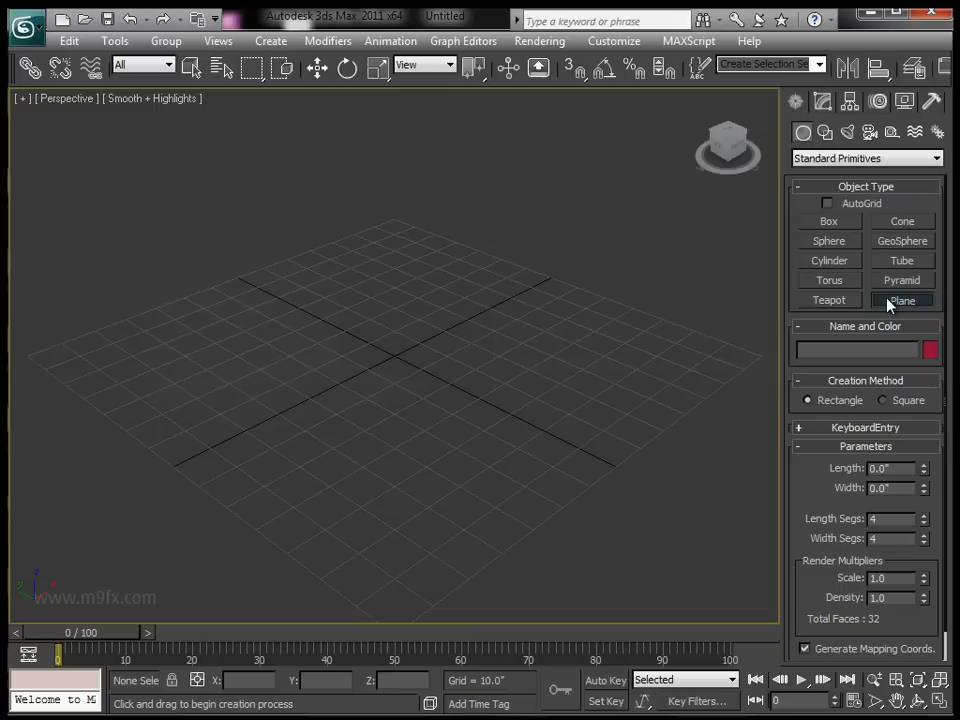 Autodesk 3ds Max 2011 x64 Untitled
Type a keyword or phrase
Edit Tools Group Views Create Modifiers Animation Graph Editors Rendering Customize MAXScript Help
All View 3 ABC Create Selection Se
[ + ] [ Perspective ] [ Smooth + Highlights ]
Standard Primitives
- Object Type
AutoGrid
Box Cone
Sphere GeoSphere
Cylinder Tube
Torus Pyramid
Teapot Plane
- Name and Color
- Creation Method
Rectangle Square
+ KeyboardEntry
- Parameters
Length: 0.0"
Width: 0.0"
Length Segs: 4
Width Segs: 4
Render Multipliers
Scale: 1.0
Density: 1.0
Total Faces : 32
Generate Mapping Coords.
z
y x
www.m9fx.com
< 0 / 100 >
0 10 20 30 40 50 60 70 80 90 100
None Sele X: Y: Z: Grid = 10.0" Auto Key Selected
Welcome to M Click and drag to begin creation process Add Time Tag Set Key Key Filters... 0